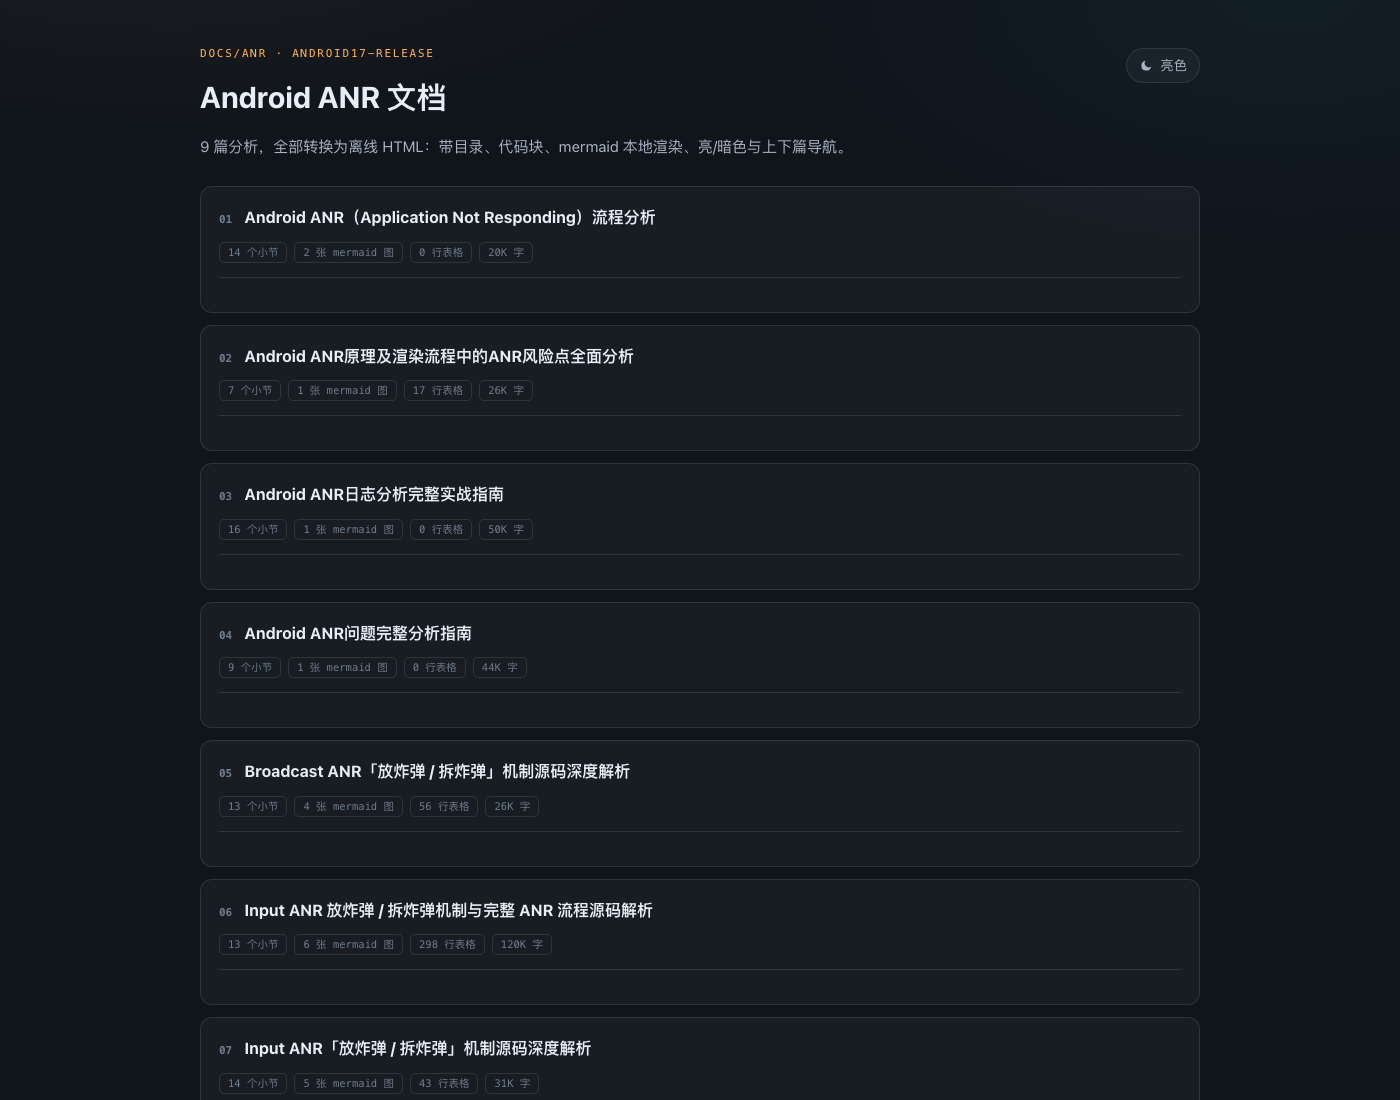 DOCS/ANR · ANDROID17-RELEASE
亮色
Android ANR 文档
9 篇分析，全部转换为离线 HTML：带目录、代码块、mermaid 本地渲染、亮/暗色与上下篇导航。
01 Android ANR（Application Not Responding）流程分析
14 个小节 2 张 mermaid 图 0 行表格 20K 字
02 Android ANR原理及渲染流程中的ANR风险点全面分析
7 个小节 1 张 mermaid 图 17 行表格 26K 字
03 Android ANR日志分析完整实战指南
16 个小节 1 张 mermaid 图 0 行表格 50K 字
04 Android ANR问题完整分析指南
9 个小节 1 张 mermaid 图 0 行表格 44K 字
05 Broadcast ANR「放炸弹 / 拆炸弹」机制源码深度解析
13 个小节 4 张 mermaid 图 56 行表格 26K 字
06 Input ANR 放炸弹 / 拆炸弹机制与完整 ANR 流程源码解析
13 个小节 6 张 mermaid 图 298 行表格 120K 字
07 Input ANR「放炸弹 / 拆炸弹」机制源码深度解析
14 个小节 5 张 mermaid 图 43 行表格 31K 字